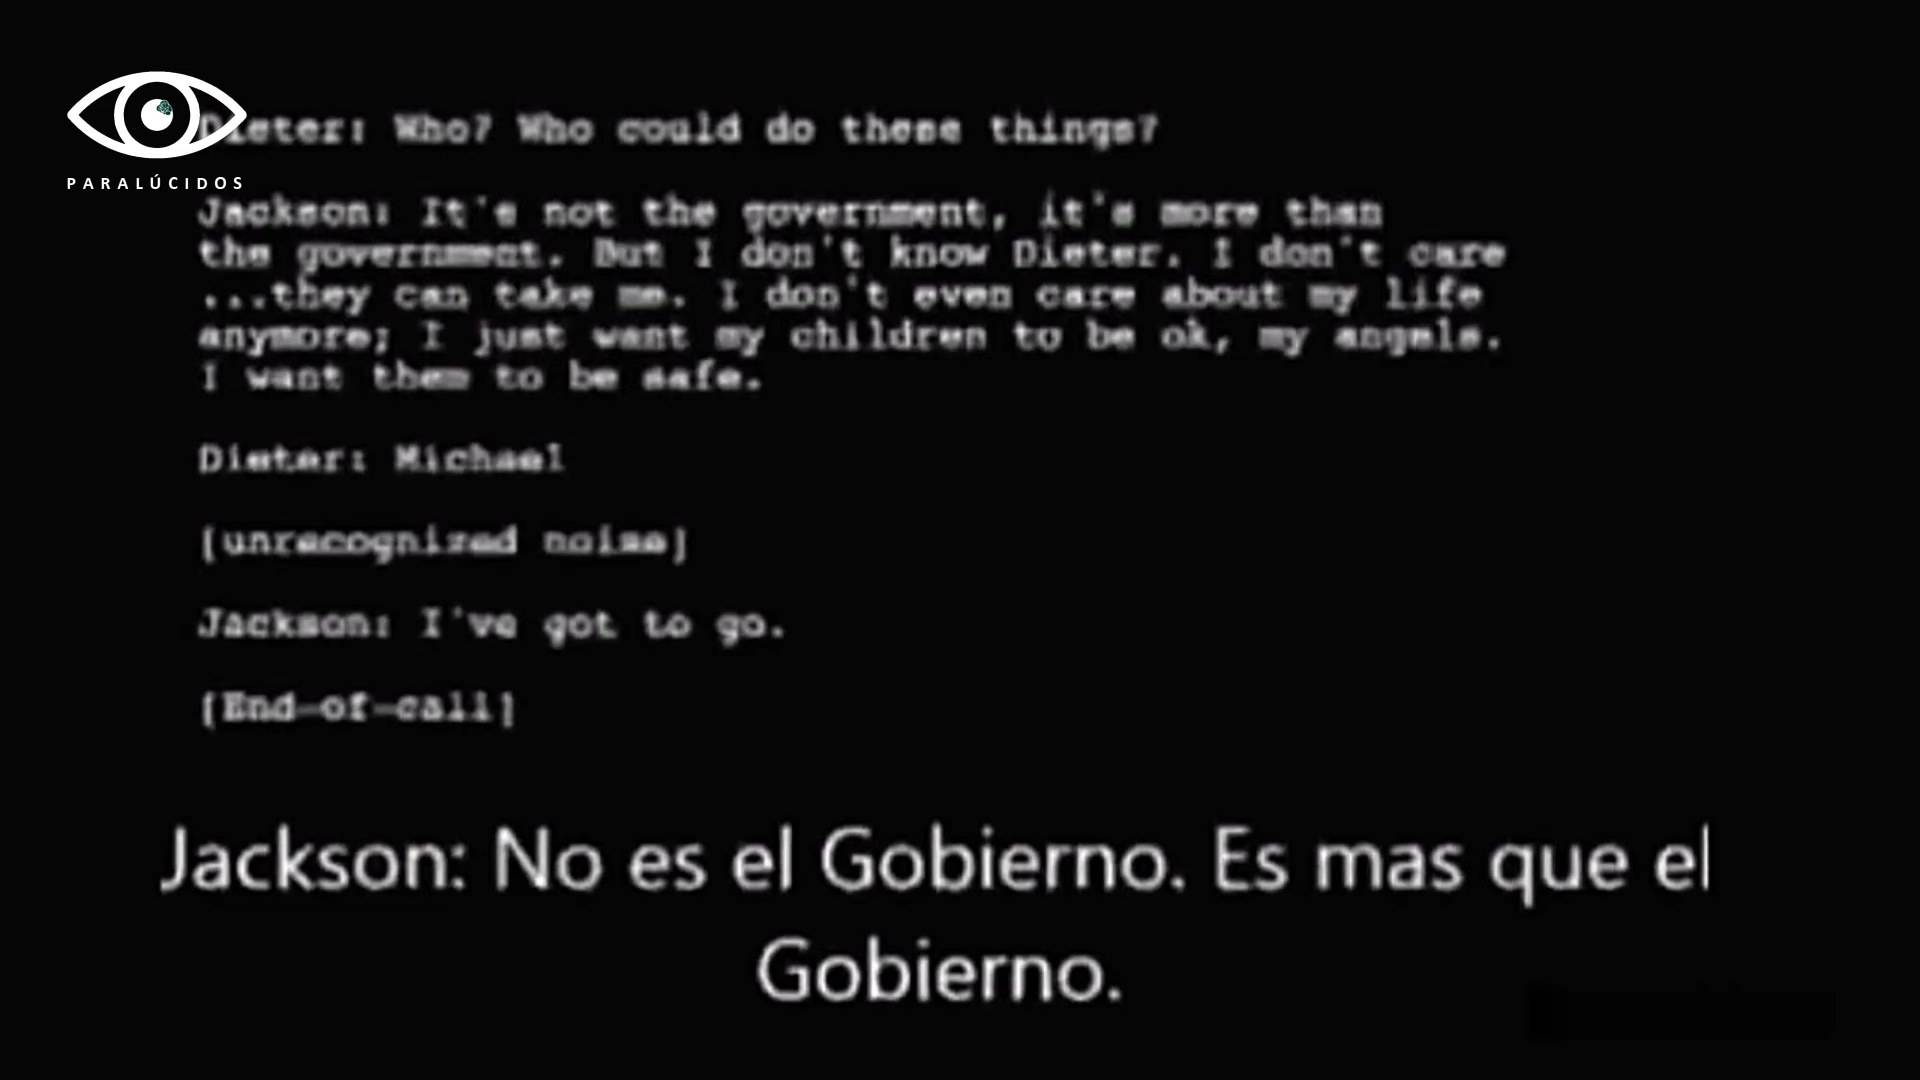 PARALÚCIDOS
Dieter: Who? Who could do these things?
Jackson: It's not the government, it's more than
the government. But I don't know Dieter. I don't care
...they can take me. I don't even care about my life
anymore; I just want my children to be ok, my angels.
I want them to be safe.
Dieter: Michael
[unrecognized noise]
Jackson: I've got to go.
[End-of-call]
Jackson: No es el Gobierno. Es mas que el
Gobierno.